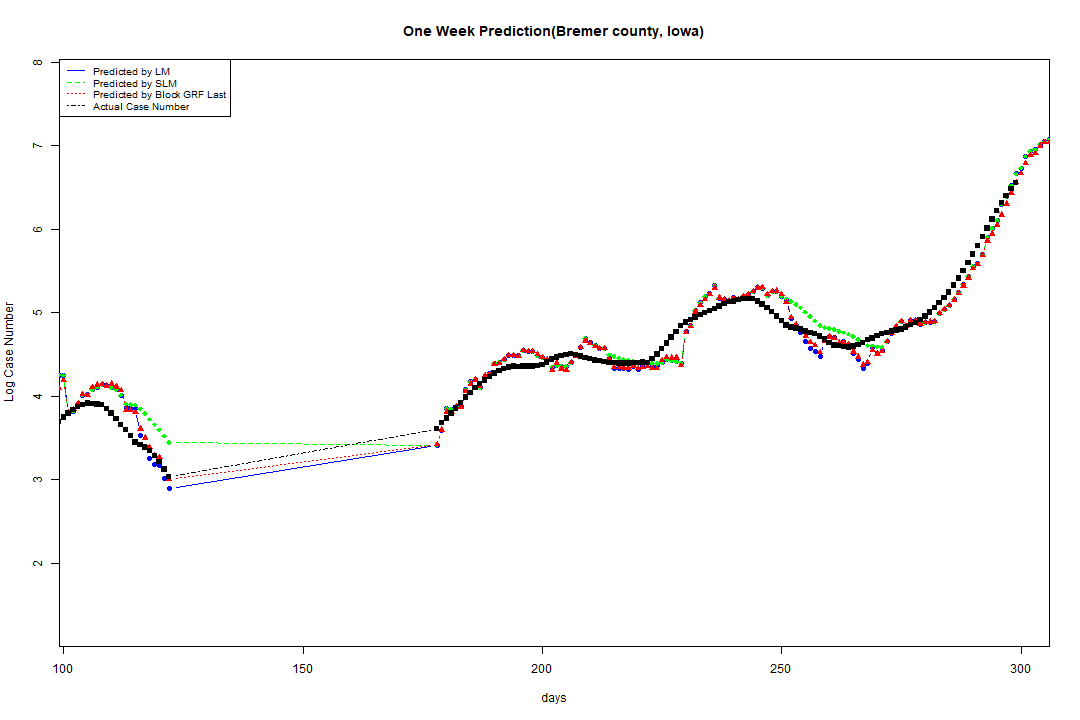 One Week Prediction(Bremer county, Iowa)
Predicted by LM
Predicted by SLM
Predicted by Block GRF Last
Actual Case Number
8
7
6
5
4
3
2
Log Case Number
100 150 200 250 300
days